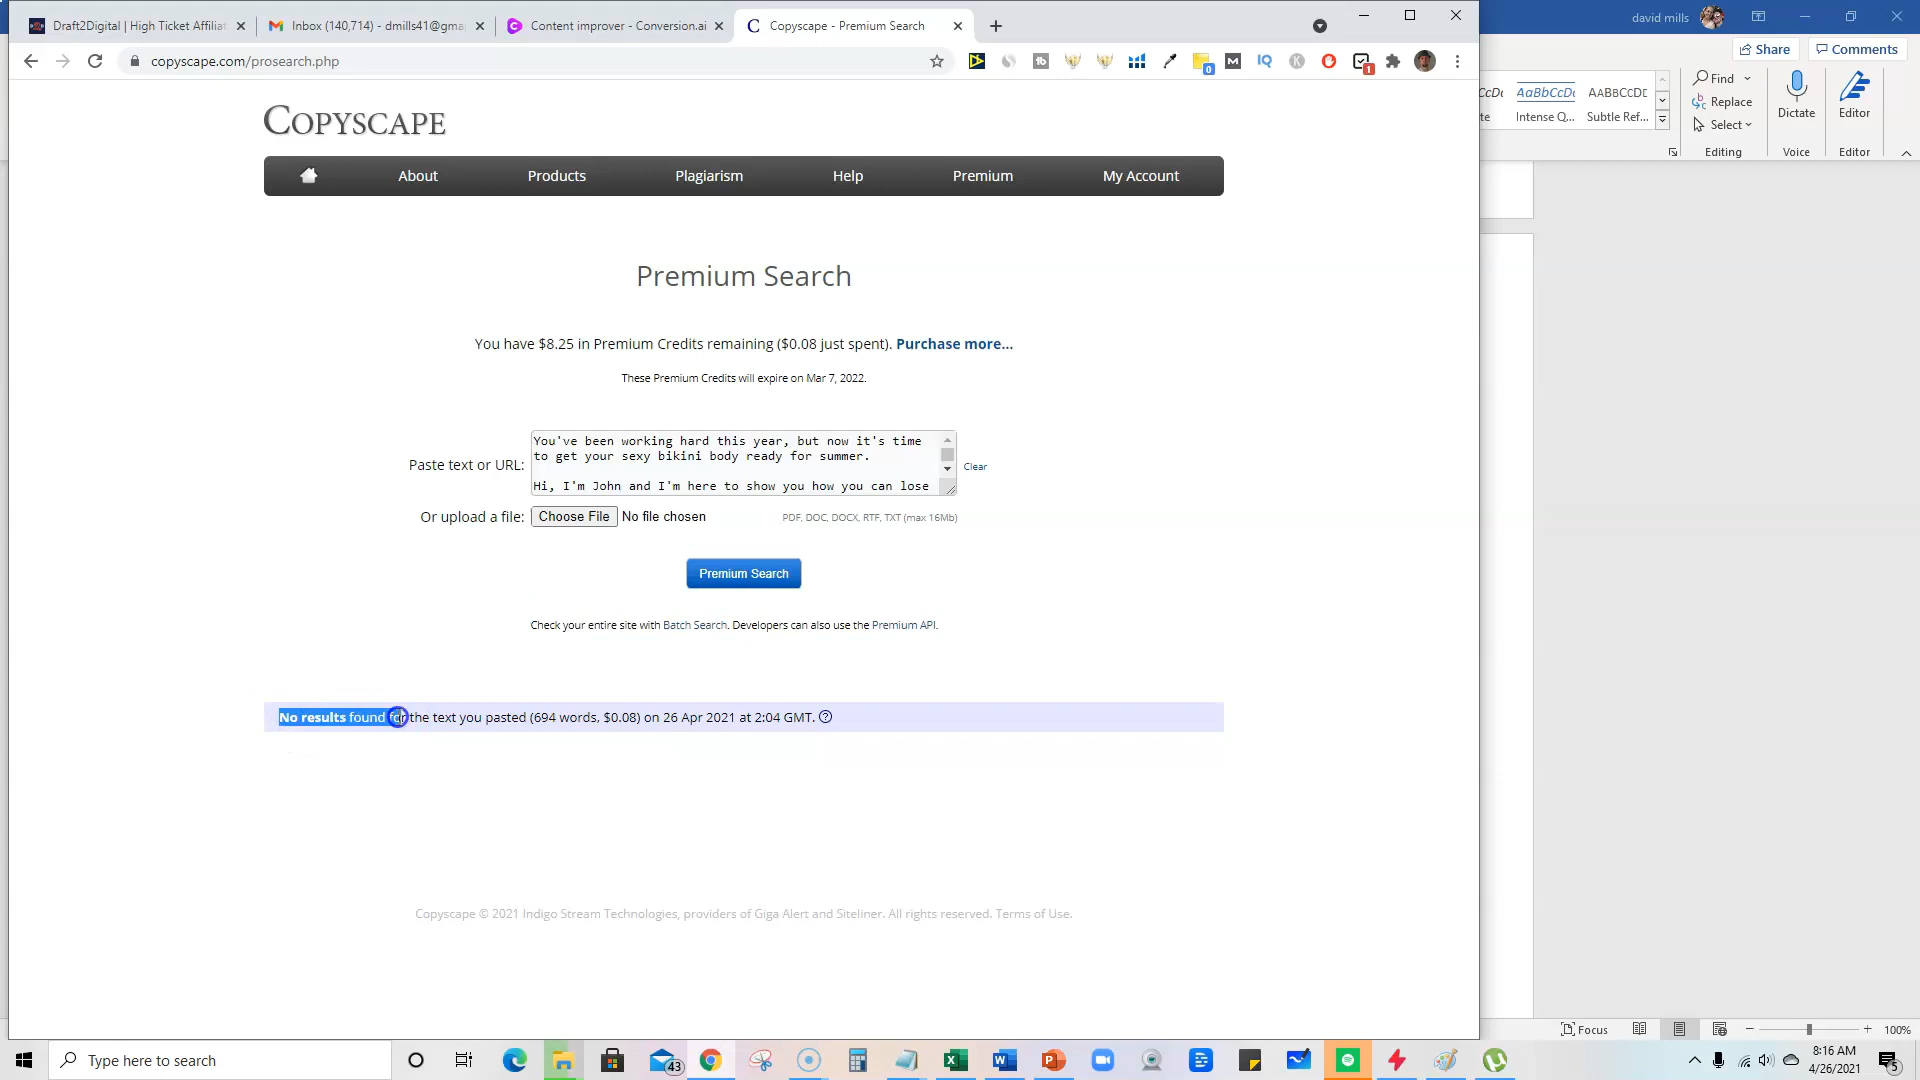 Draft2Digital | High Ticket Affiliat
Inbox (140,714) - dmills41@gma
Content improver - Conversion.ai
Copyscape - Premium Search
david mills
copyscape.com/prosearch.php
Share
Comments
COPYSCAPE
About
Products
Plagiarism
Help
Premium
My Account
AaBbCcDc
AABBCCDE
Intense Q...
Subtle Ref...
Find
Replace
Select
Editing
Dictate
Voice
Editor
Editor
Premium Search
You have $8.25 in Premium Credits remaining ($0.08 just spent). Purchase more...
These Premium Credits will expire on Mar 7, 2022.
Paste text or URL:
You've been working hard this year, but now it's time
to get your sexy bikini body ready for summer.
Hi, I'm John and I'm here to show you how you can lose
Clear
Or upload a file:
Choose File No file chosen
PDF, DOC, DOCX, RTF, TXT (max 16Mb)
Premium Search
Check your entire site with Batch Search. Developers can also use the Premium API.
No results found for the text you pasted (694 words, $0.08) on 26 Apr 2021 at 2:04 GMT.
Copyscape © 2021 Indigo Stream Technologies, providers of Giga Alert and Siteliner. All rights reserved. Terms of Use.
Focus
100%
Type here to search
43
8:16 AM
4/26/2021
5